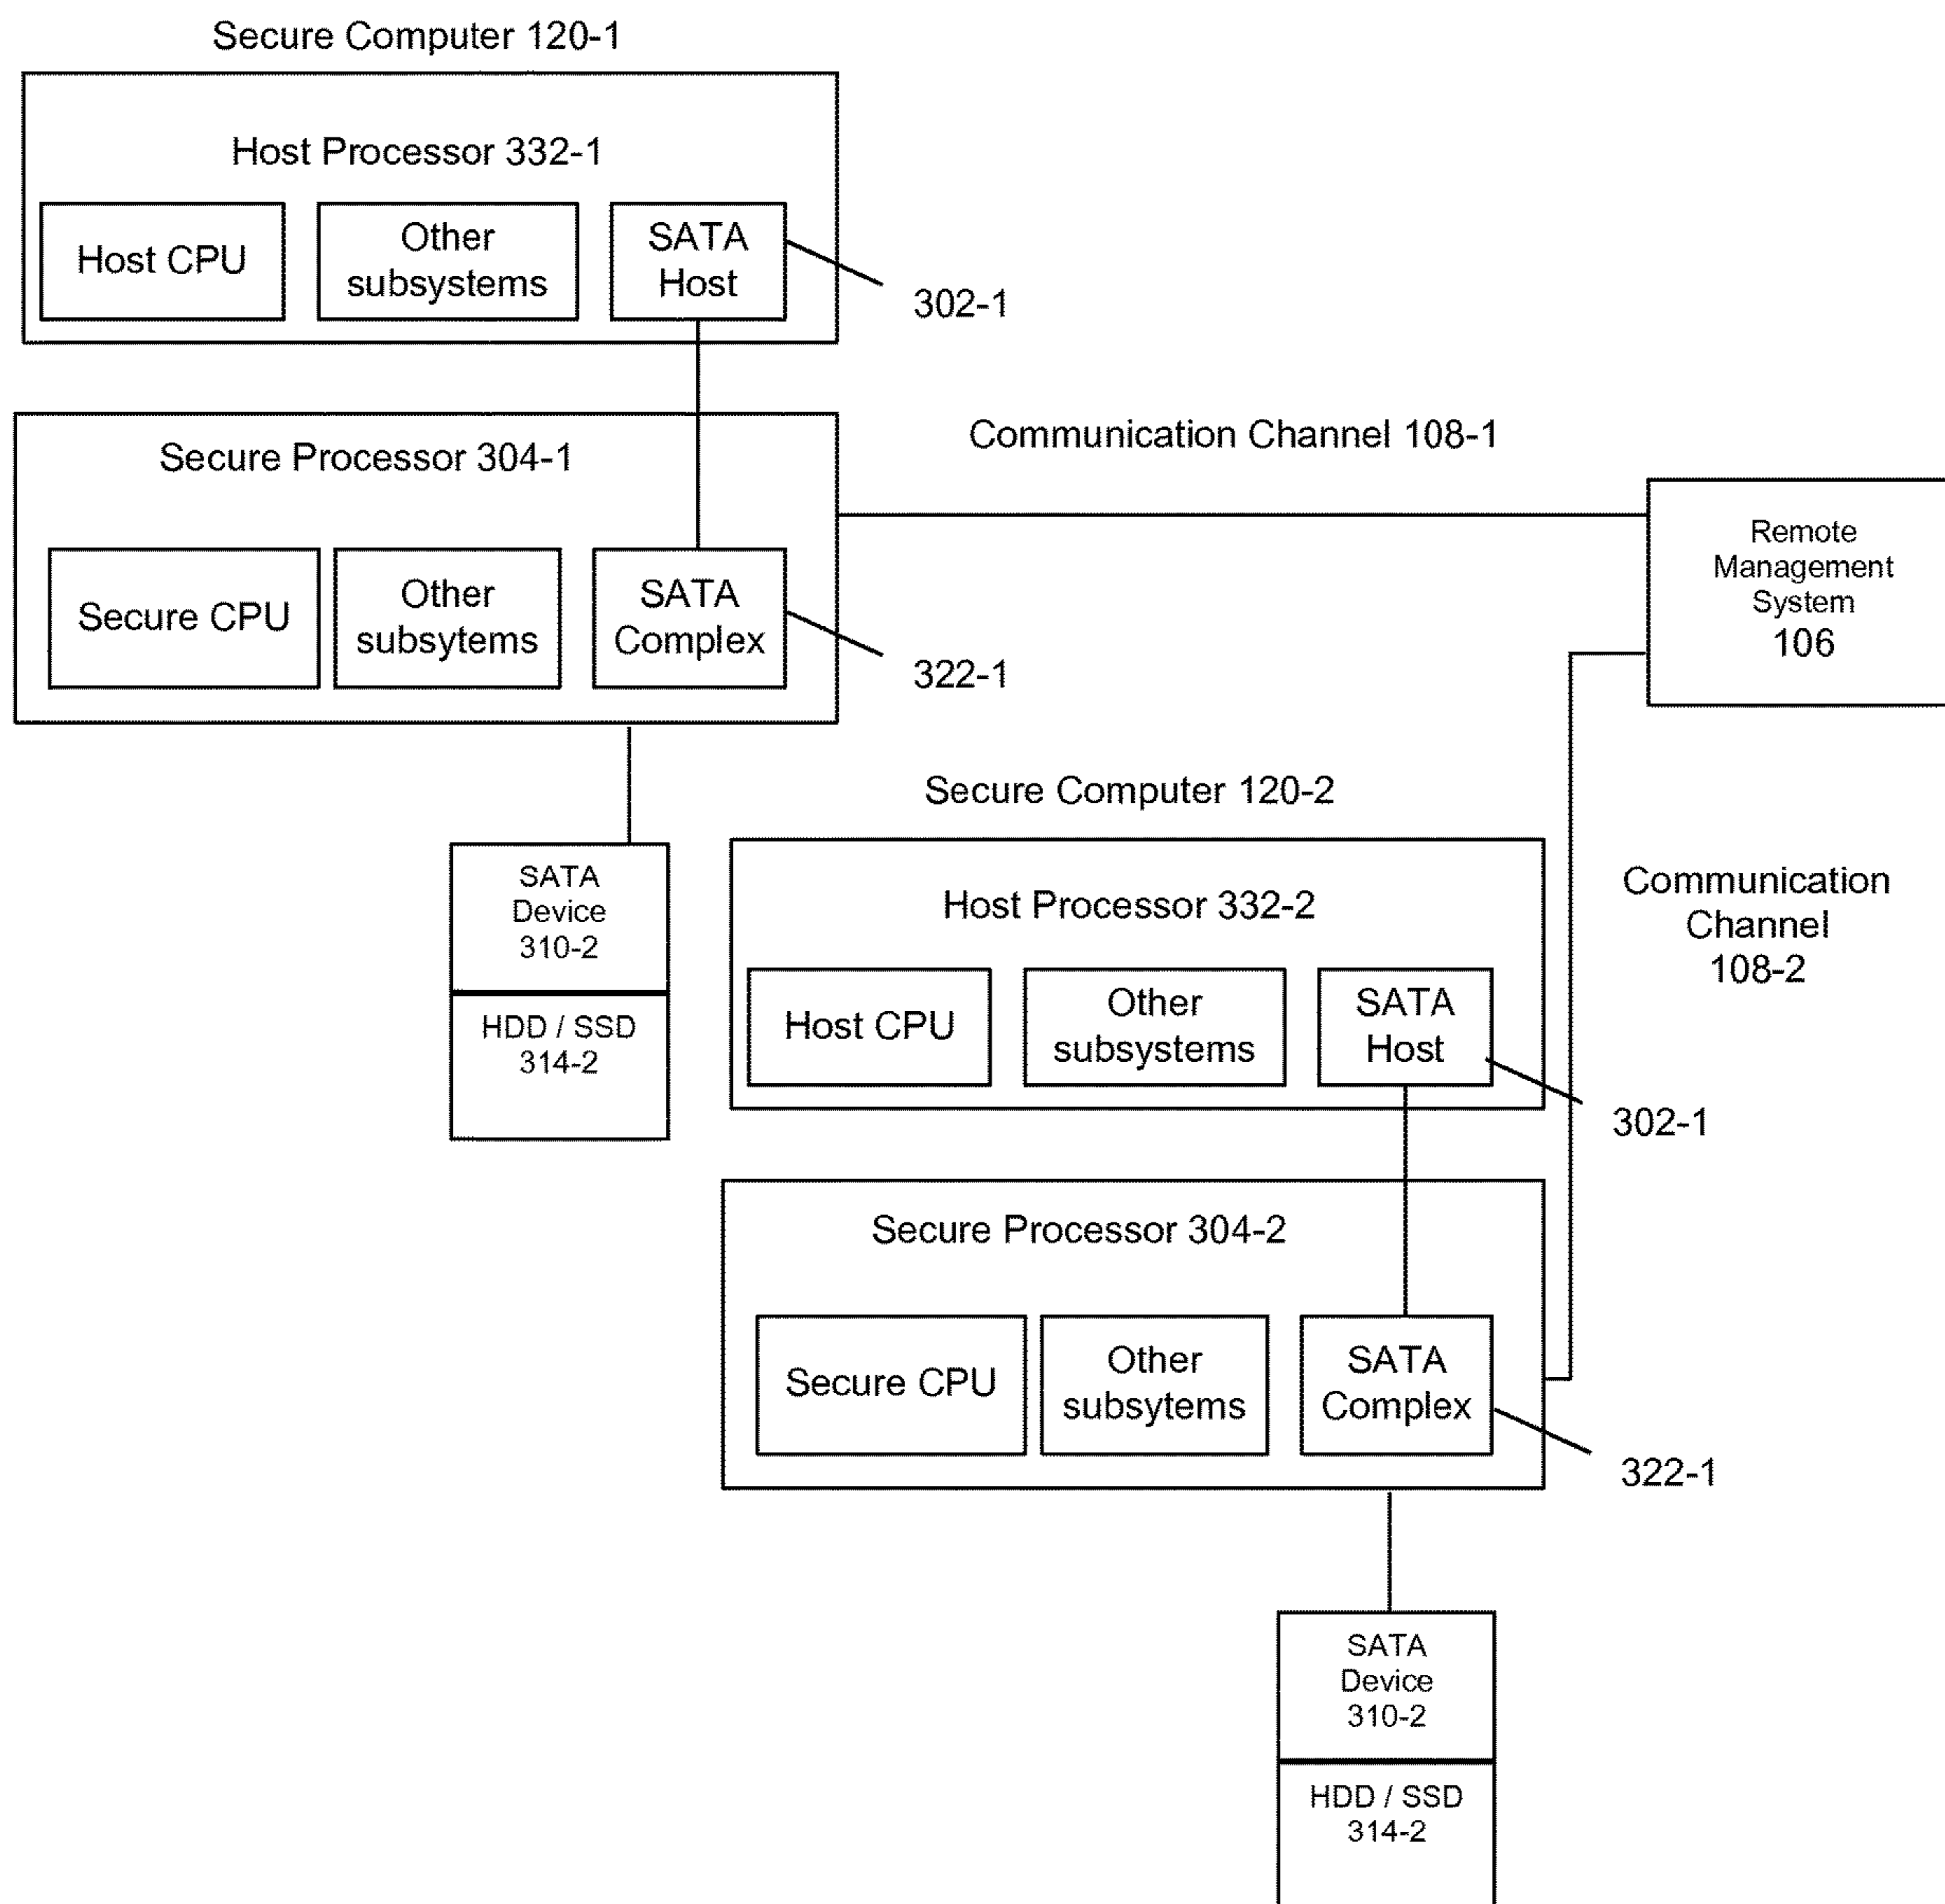 Secure Computer 120-1
Host Processor 332-1
Host CPU
Other
subsystems
SATA
Host
302-1
Secure Processor 304-1
Communication Channel 108-1
Secure CPU
Other
subsytems
SATA
Complex
322-1
Remote
Management
System
106
Secure Computer 120-2
SATA
Device
310-2
HDD / SSD
314-2
Host Processor 332-2
Communication
Channel
108-2
Host CPU
Other
subsystems
SATA
Host
302-1
Secure Processor 304-2
Secure CPU
Other
subsytems
SATA
Complex
322-1
SATA
Device
310-2
HDD / SSD
314-2